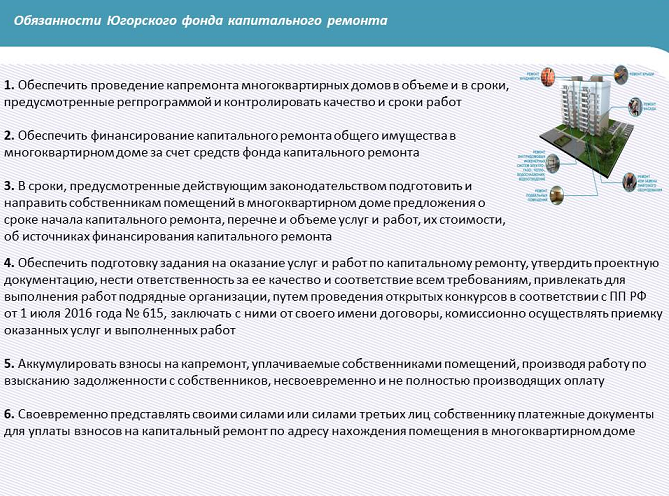 Обязанности Югорского фонда капитального ремонта
1. Обеспечить проведение капремонта многоквартирных домов в объеме и в сроки,
предусмотренные регпрограммой и контролировать качество и сроки работ
2. Обеспечить финансирование капитального ремонта общего имущества в
многоквартирном доме за счет средств фонда капитального ремонта
3. В сроки, предусмотренные действующим законодательством подготовить и
направить собственникам помещений в многоквартирном доме предложения о
сроке начала капитального ремонта, перечне и объеме услуг и работ, их стоимости,
об источниках финансирования капитального ремонта
4. Обеспечить подготовку задания на оказание услуг и работ по капитальному ремонту, утвердить проектную
документацию, нести ответственность за ее качество и соответствие всем требованиям, привлекать для
выполнения работ подрядные организации, путем проведения открытых конкурсов в соответствии с ПП РФ
от 1 июля 2016 года № 615, заключать с ними от своего имени договоры, комиссионно осуществлять приемку
оказанных услуг и выполненных работ
5. Аккумулировать взносы на капремонт, уплачиваемые собственниками помещений, производя работу по
взысканию задолженности с собственников, несвоевременно и не полностью производящих оплату
6. Своевременно представлять своими силами или силами третьих лиц собственнику платежные документы
для уплаты взносов на капитальный ремонт по адресу нахождения помещения в многоквартирном доме